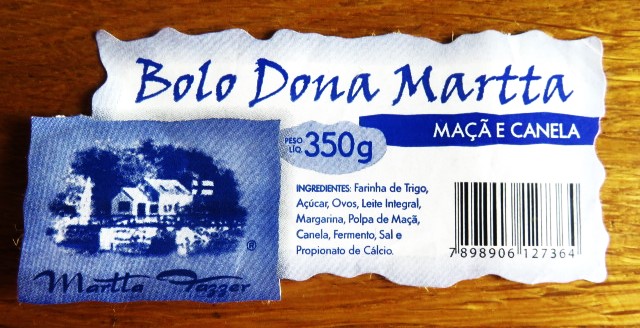 Bolo Dona Martta
MAÇÃ E CANELA
PESO
LÍQ.
350g
INGREDIENTES: Farinha de Trigo,
Açúcar, Ovos, Leite Integral,
Margarina, Polpa de Maçã,
Canela, Fermento, Sal e
Propionato de Cálcio.
7 898906 127364
®
Martta Fozzer